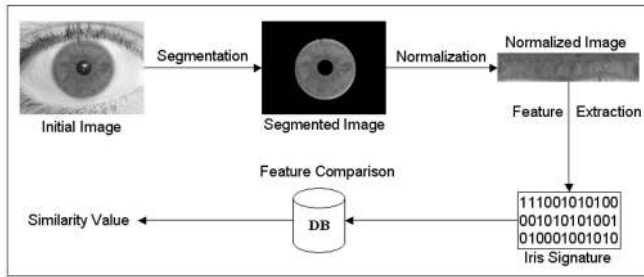 Segmentation
Normalization
Normalized Image
Initial Image
Segmented Image
Feature Extraction
Feature Comparison
Similarity Value
DB
111001010100
001010101001
010001001010
Iris Signature